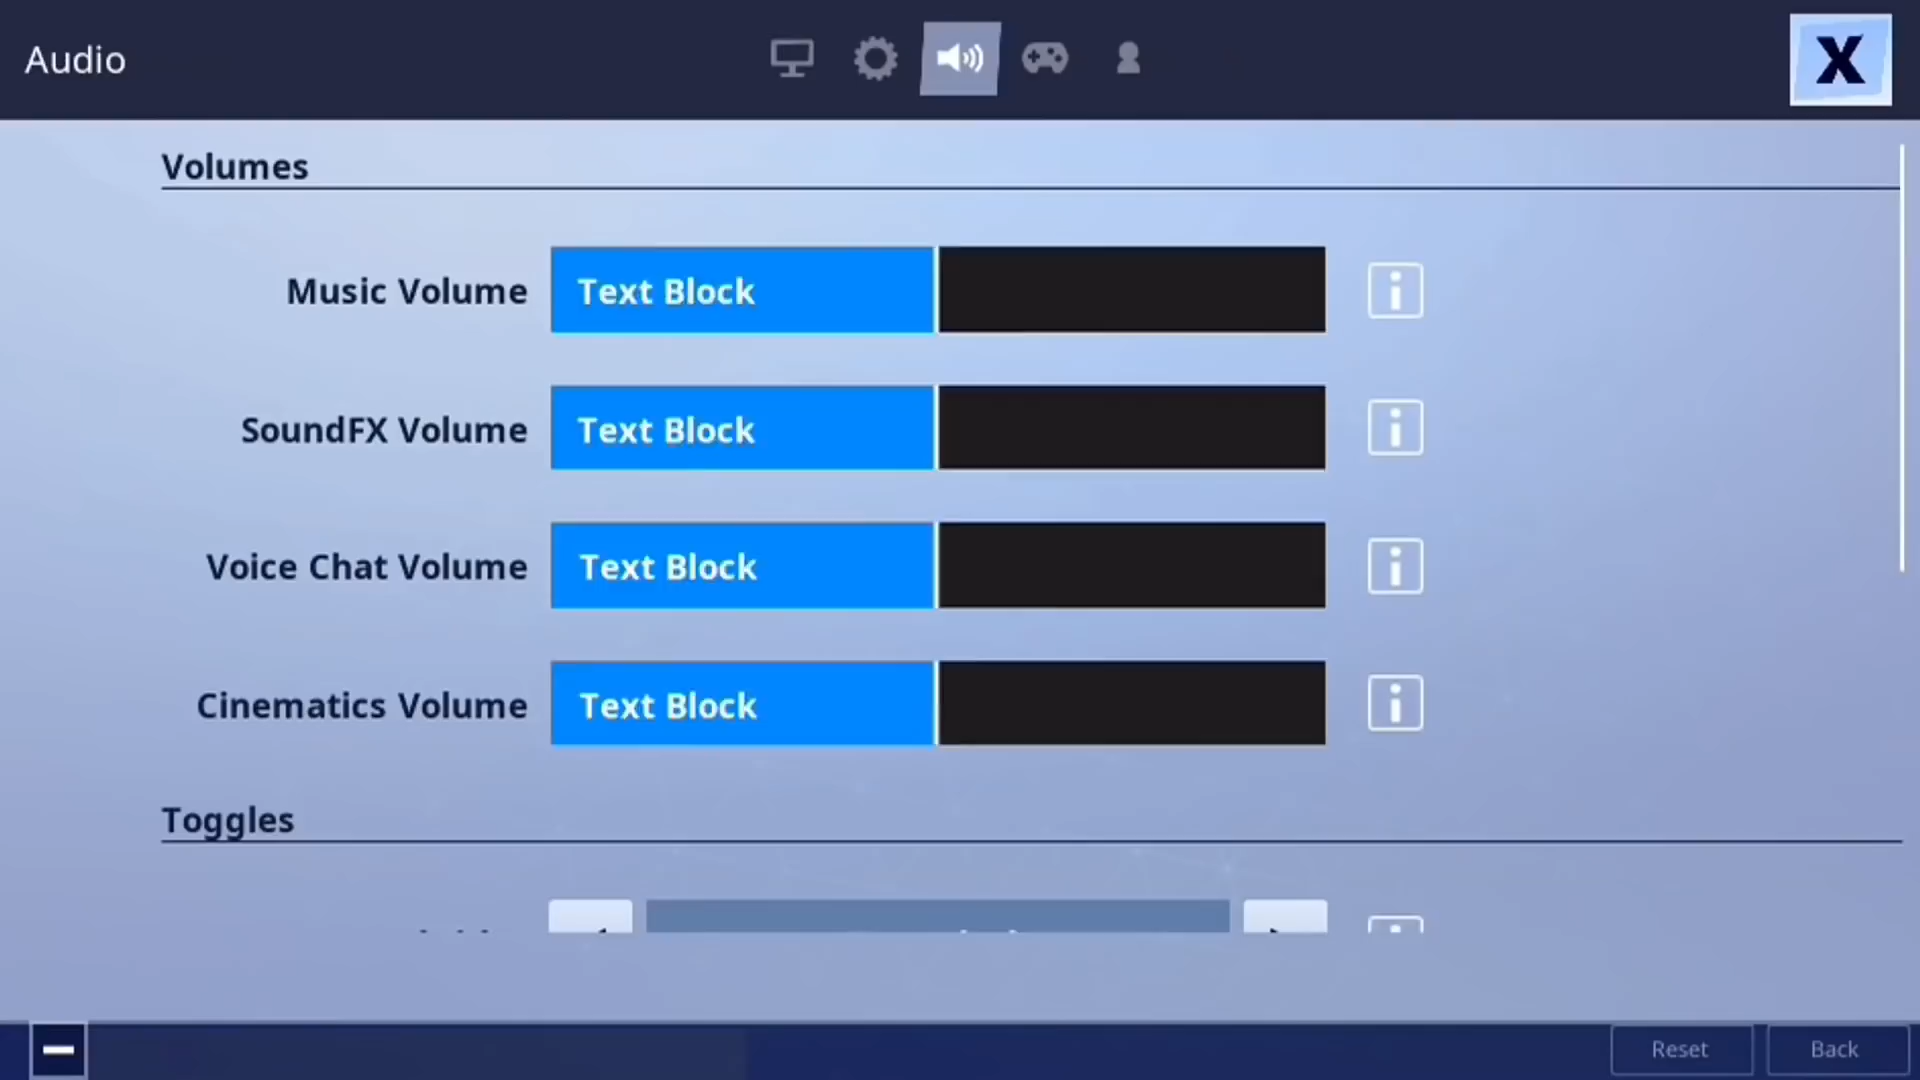 Audio
X
Volumes
Music Volume Text Block
SoundFX Volume Text Block
Voice Chat Volume Text Block
Cinematics Volume Text Block
Toggles
Reset Back